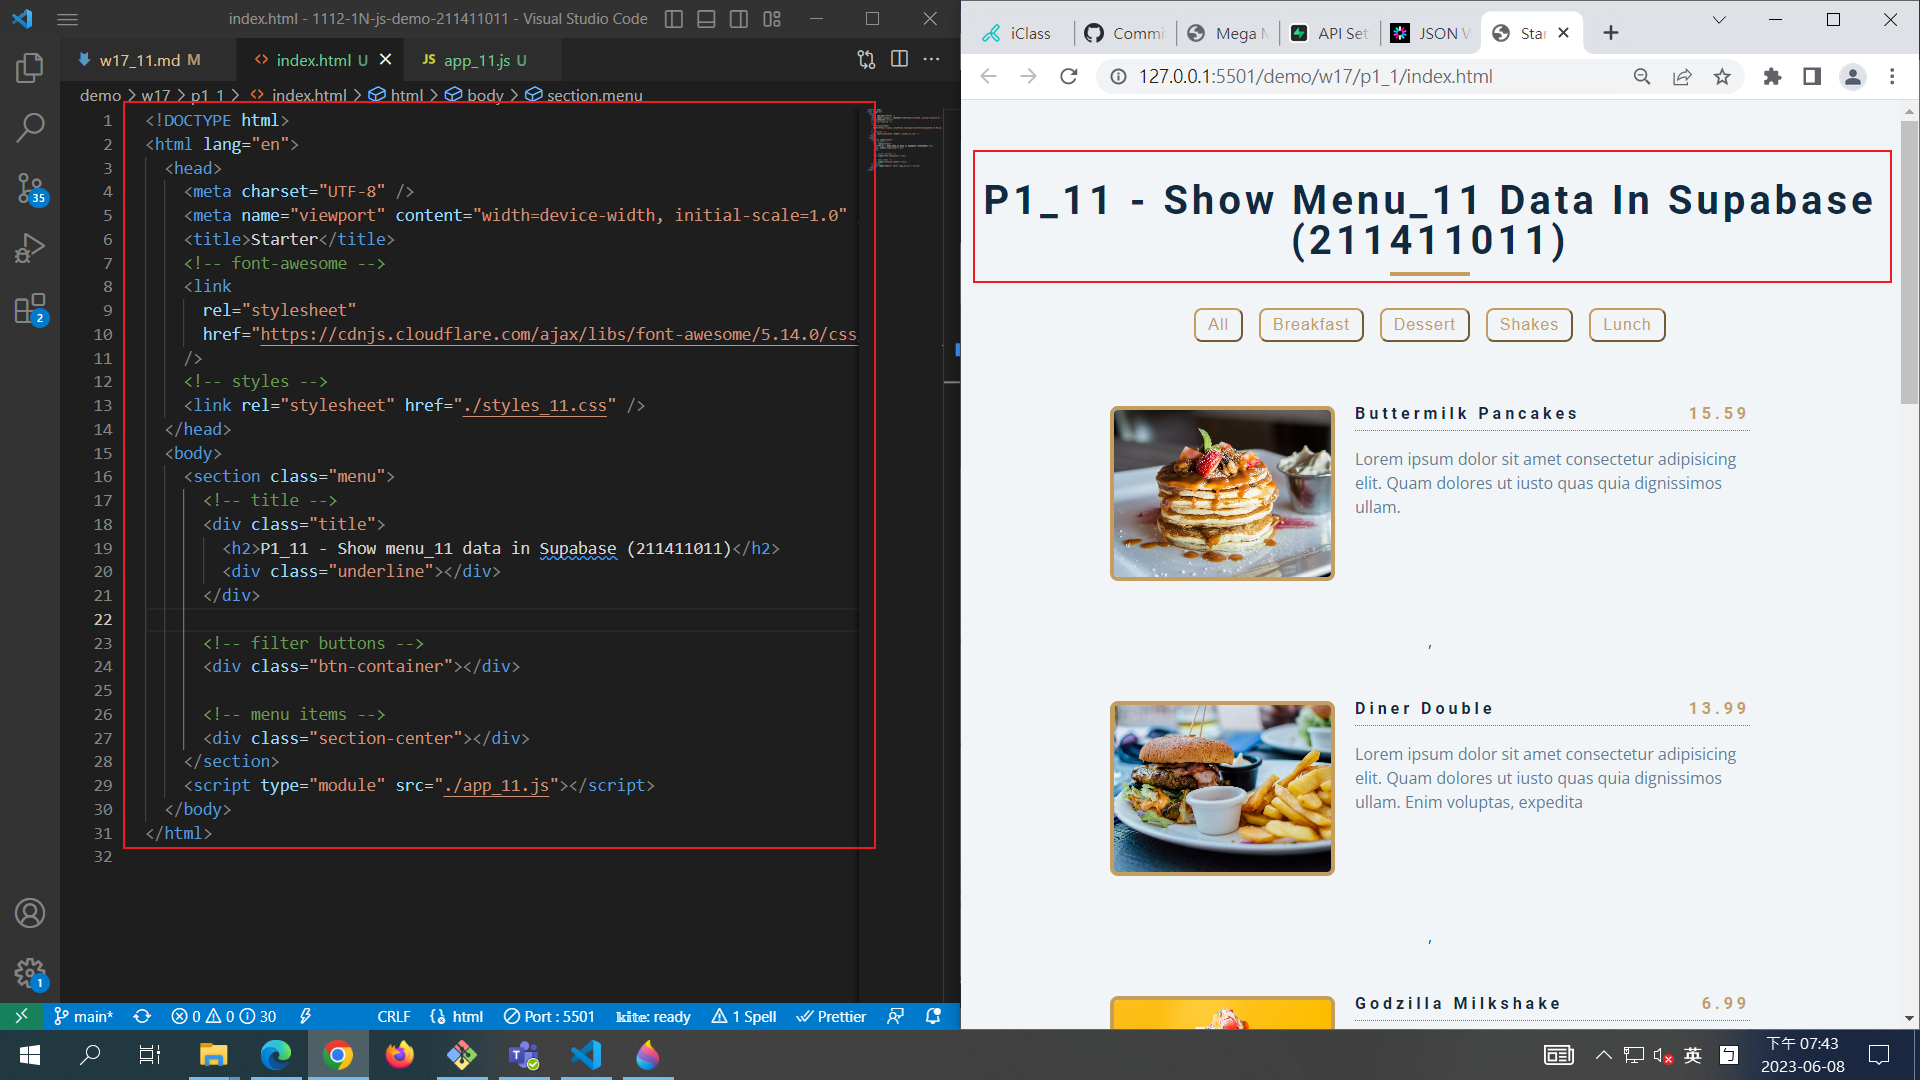 index.html - 1112-1N-js-demo-211411011 - Visual Studio Code
w17_11.md M
index.html U
JS app_11.js U
demo > w17 > p1_1 > index.html > html > body > section.menu
1 <!DOCTYPE html>
2 <html lang="en">
3 <head>
4 <meta charset="UTF-8" />
5 <meta name="viewport" content="width=device-width, initial-scale=1.0"
6 <title>Starter</title>
7 <!-- font-awesome -->
8 <link
9 rel="stylesheet"
10 href="https://cdnjs.cloudflare.com/ajax/libs/font-awesome/5.14.0/css
11 />
12 <!-- styles -->
13 <link rel="stylesheet" href="./styles_11.css" />
14 </head>
15 <body>
16 <section class="menu">
17 <!-- title -->
18 <div class="title">
19 <h2>P1_11 - Show menu_11 data in Supabase (211411011)</h2>
20 <div class="underline"></div>
21 </div>
22
23 <!-- filter buttons -->
24 <div class="btn-container"></div>
25
26 <!-- menu items -->
27 <div class="section-center"></div>
28 </section>
29 <script type="module" src="./app_11.js"></script>
30 </body>
31 </html>
32
35
2
1
main*
0 0 30
CRLF
html
Port : 5501
kite: ready
1 Spell
Prettier
iClass
Commi
Mega M
API Set
JSON W
Star
127.0.0.1:5501/demo/w17/p1_1/index.html
P1_11 - Show Menu_11 Data In Supabase
(211411011)
All
Breakfast
Dessert
Shakes
Lunch
Buttermilk Pancakes 15.59
Lorem ipsum dolor sit amet consectetur adipisicing
elit. Quam dolores ut iusto quas quia dignissimos
ullam.
,
Diner Double 13.99
Lorem ipsum dolor sit amet consectetur adipisicing
elit. Quam dolores ut iusto quas quia dignissimos
ullam. Enim voluptas, expedita
,
Godzilla Milkshake 6.99
英
下午 07:43
2023-06-08